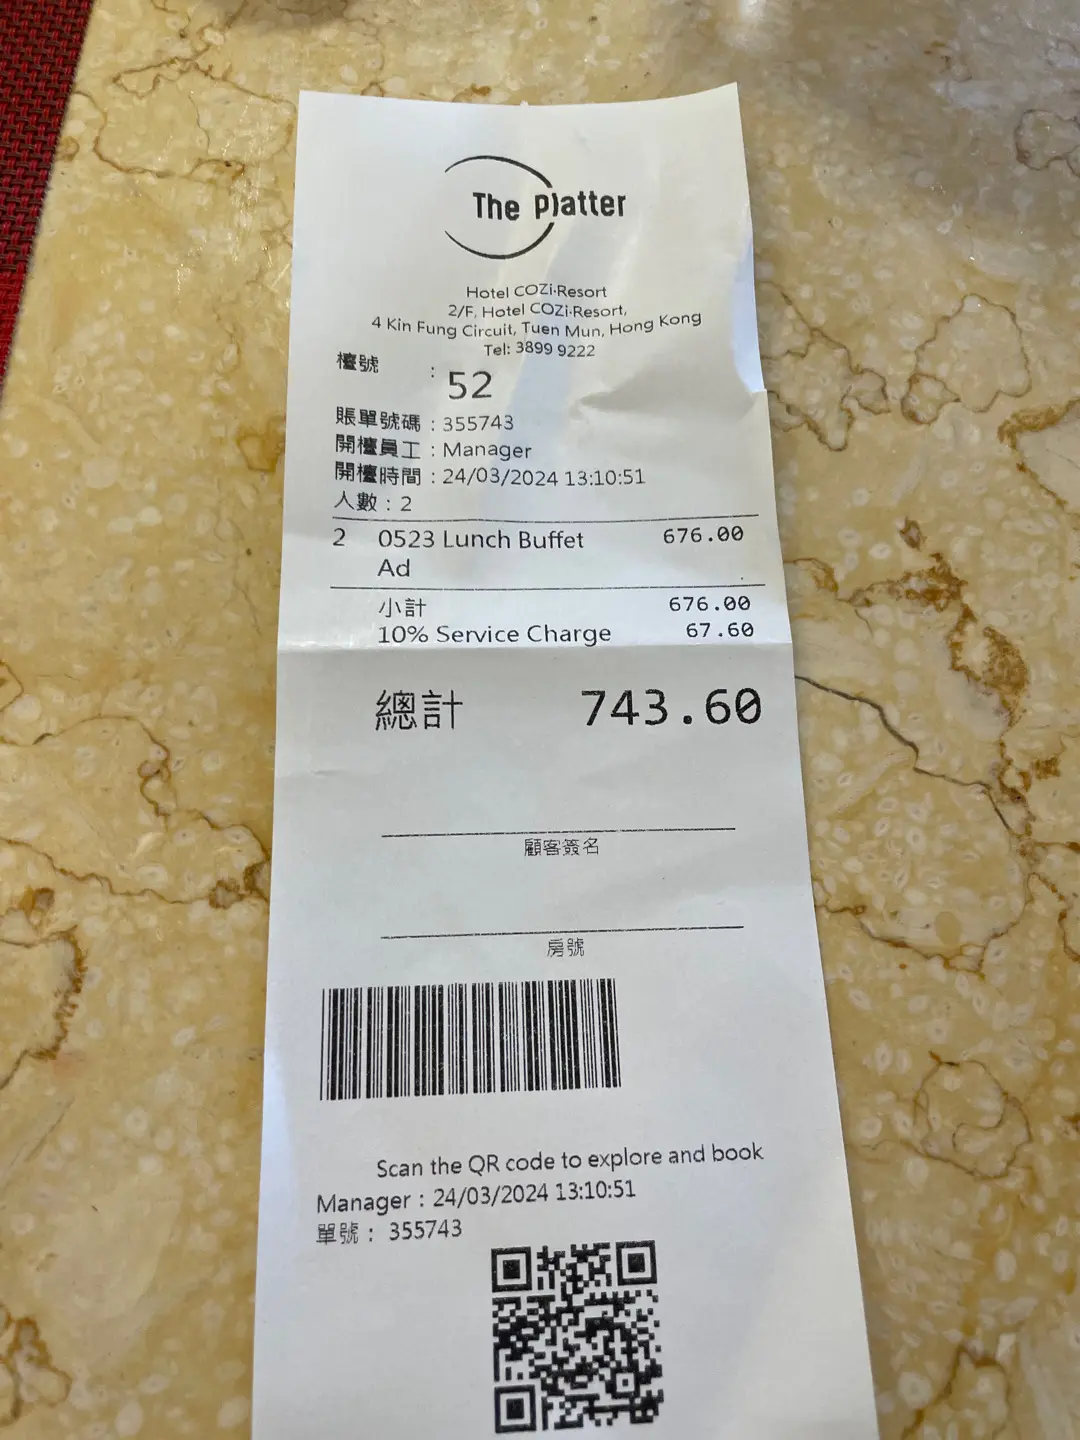 The Platter
Hotel COZi·Resort
2/F, Hotel COZi·Resort,
4 Kin Fung Circuit, Tuen Mun, Hong Kong
Tel: 3899 9222
檯號 : 52
賬單號碼 : 355743
開檯員工 : Manager
開檯時間 : 24/03/2024 13:10:51
人數 : 2
2 0523 Lunch Buffet 676.00
Ad
小計 676.00
10% Service Charge 67.60
總計 743.60
顧客簽名
房號
Scan the QR code to explore and book
Manager : 24/03/2024 13:10:51
單號 : 355743